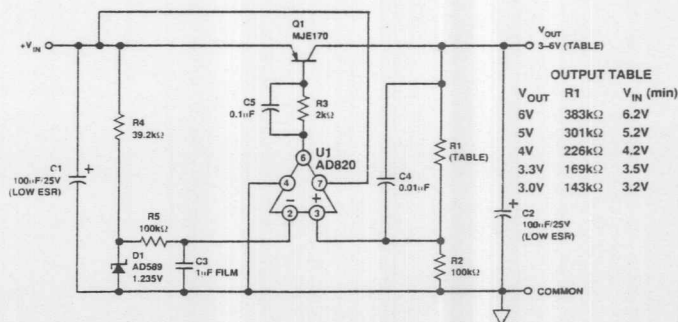 Q1
MJE170
+VIN
VOUT
3–6V (TABLE)
OUTPUT TABLE
VOUT R1 VIN (min)
6V 383kΩ 6.2V
5V 301kΩ 5.2V
4V 226kΩ 4.2V
3.3V 169kΩ 3.5V
3.0V 143kΩ 3.2V
C5
0.1µF
R3
2kΩ
R4
39.2kΩ
U1
AD820
6
4
7
–
+
2
3
C1
100µF/25V
(LOW ESR)
+
C4
0.01µF
R1
(TABLE)
R5
100kΩ
D1
AD589
1.235V
C3
1µF FILM
R2
100kΩ
+
C2
100µF/25V
(LOW ESR)
COMMON